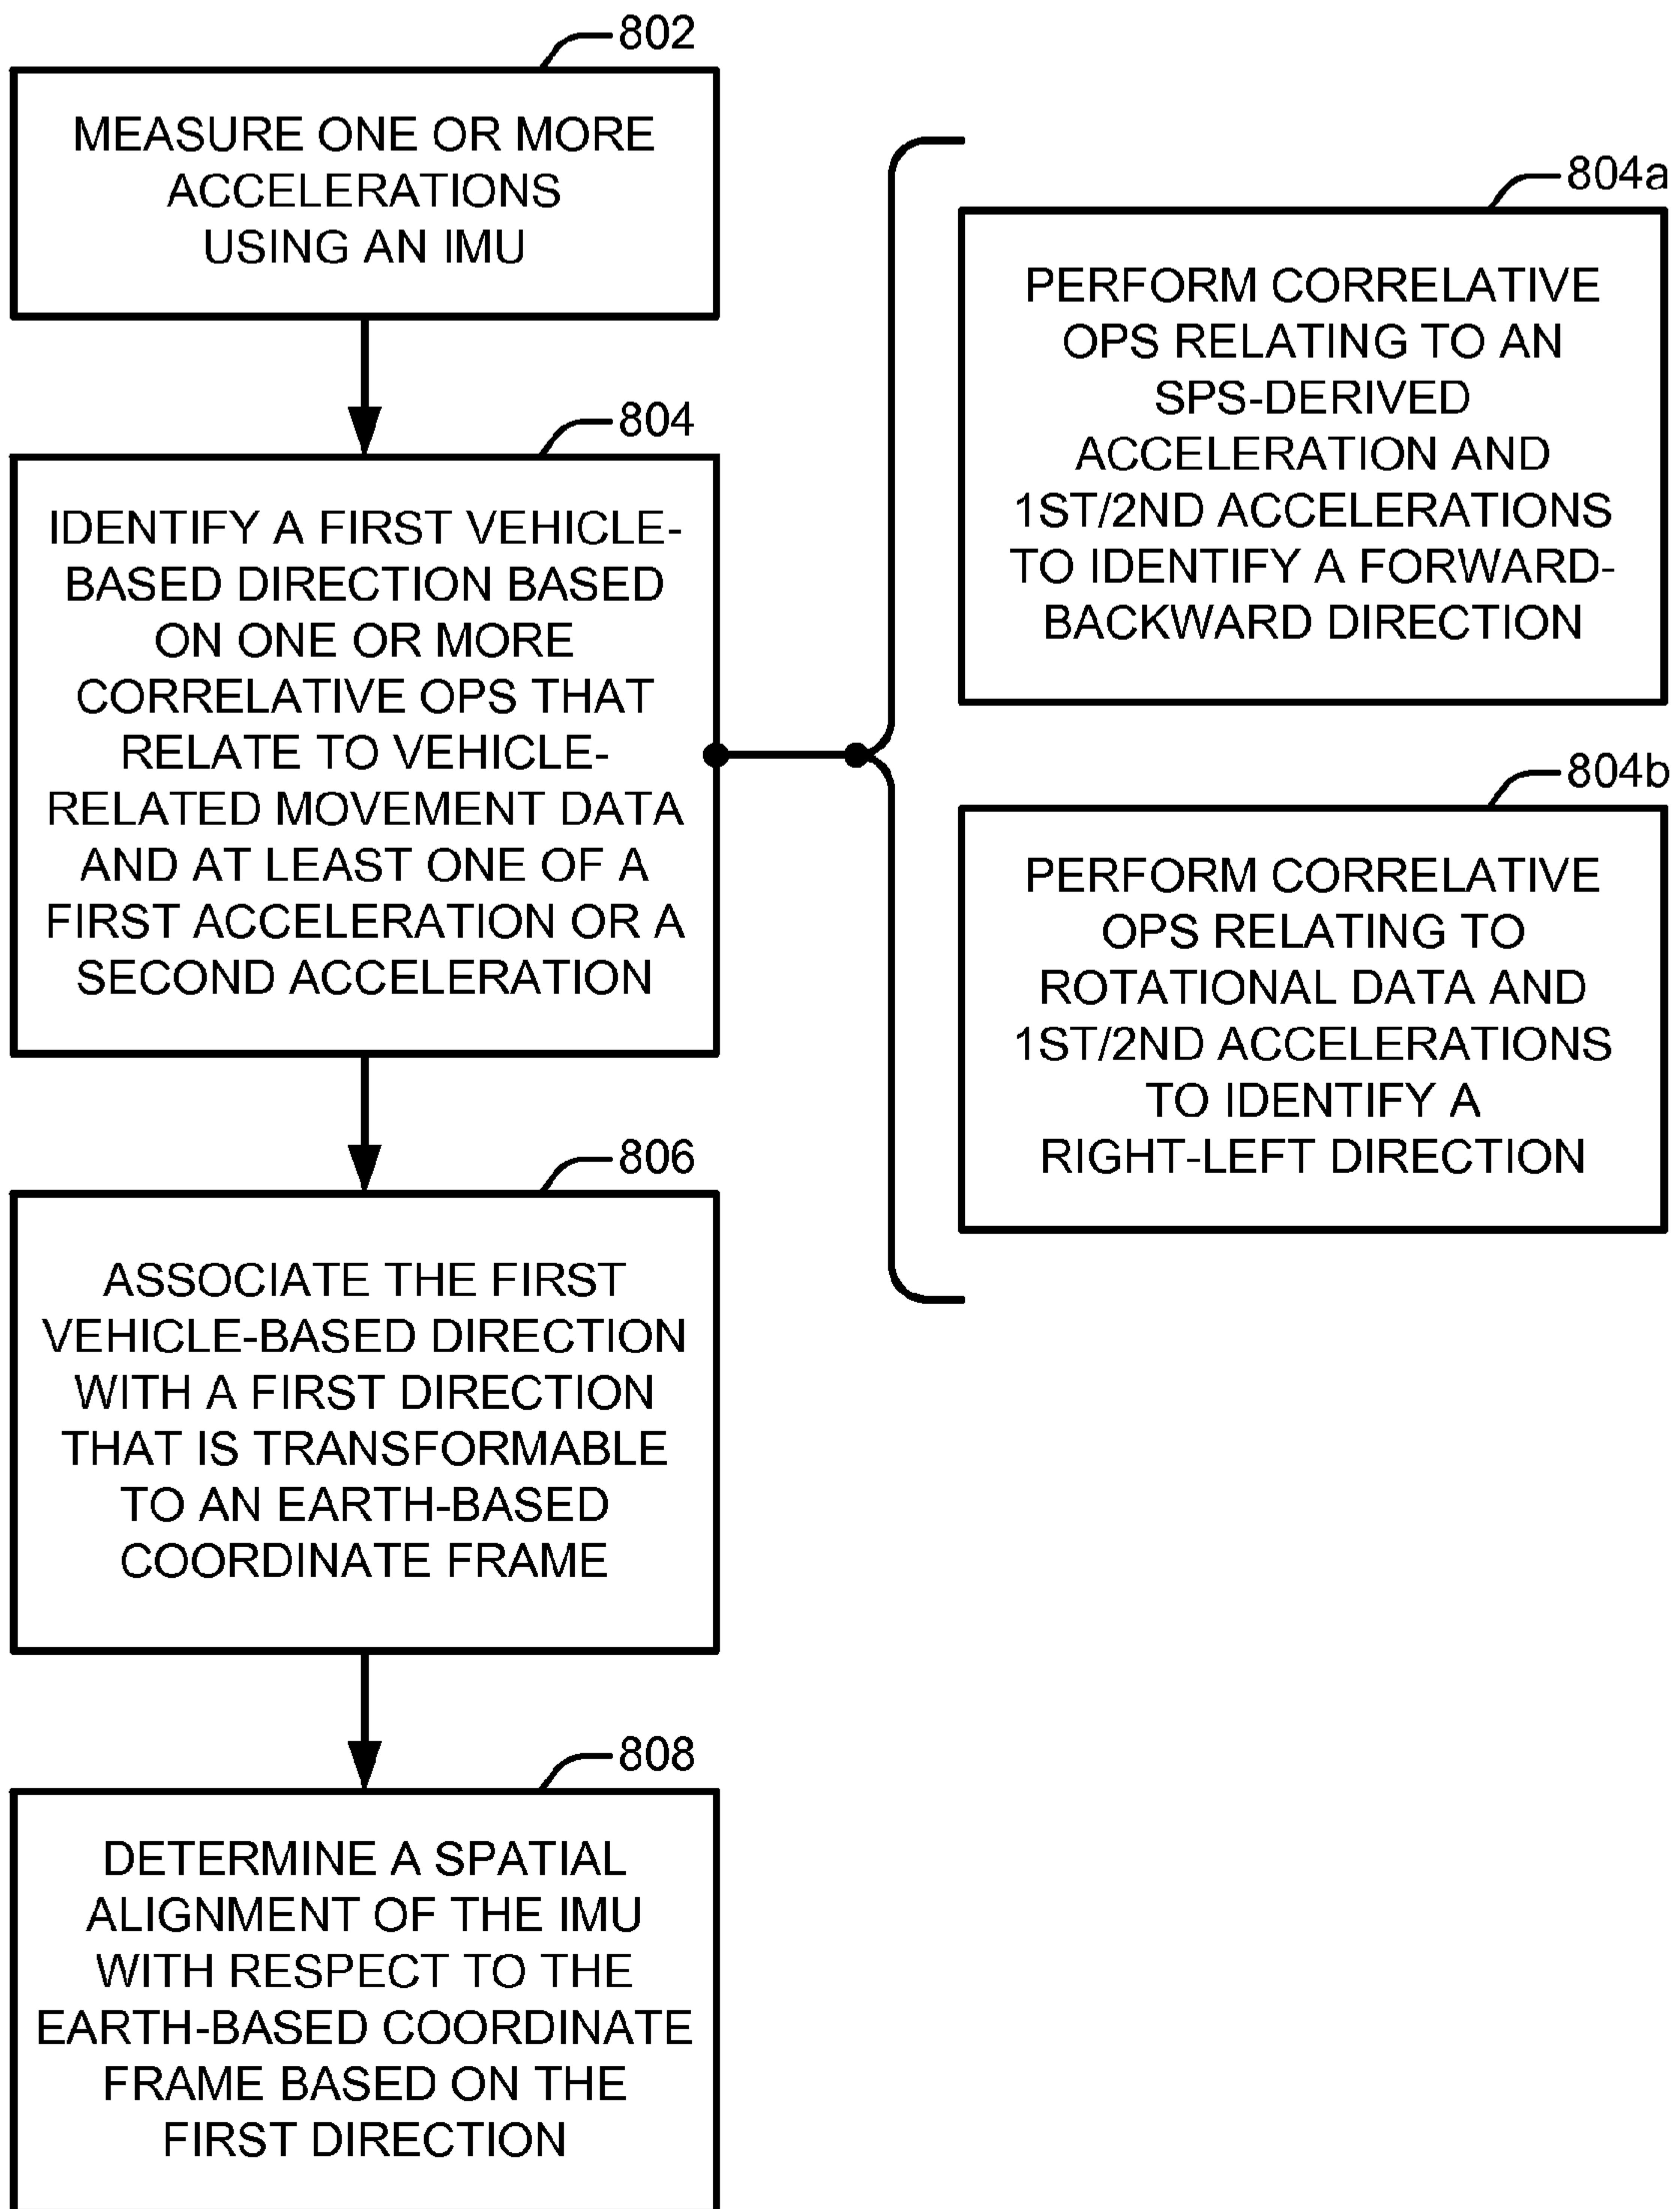 802
MEASURE ONE OR MORE
ACCELERATIONS
USING AN IMU
804
IDENTIFY A FIRST VEHICLE-
BASED DIRECTION BASED
ON ONE OR MORE
CORRELATIVE OPS THAT
RELATE TO VEHICLE-
RELATED MOVEMENT DATA
AND AT LEAST ONE OF A
FIRST ACCELERATION OR A
SECOND ACCELERATION
804a
PERFORM CORRELATIVE
OPS RELATING TO AN
SPS-DERIVED
ACCELERATION AND
1ST/2ND ACCELERATIONS
TO IDENTIFY A FORWARD-
BACKWARD DIRECTION
804b
PERFORM CORRELATIVE
OPS RELATING TO
ROTATIONAL DATA AND
1ST/2ND ACCELERATIONS
TO IDENTIFY A
RIGHT-LEFT DIRECTION
806
ASSOCIATE THE FIRST
VEHICLE-BASED DIRECTION
WITH A FIRST DIRECTION
THAT IS TRANSFORMABLE
TO AN EARTH-BASED
COORDINATE FRAME
808
DETERMINE A SPATIAL
ALIGNMENT OF THE IMU
WITH RESPECT TO THE
EARTH-BASED COORDINATE
FRAME BASED ON THE
FIRST DIRECTION